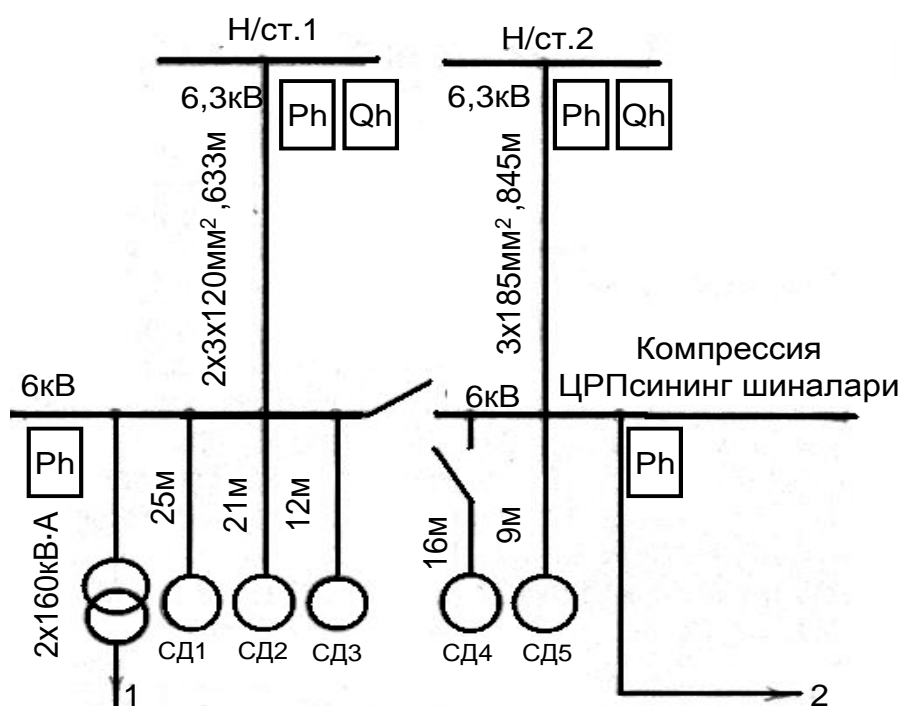 Н/ст.1
Н/ст.2
6,3кВ
Ph
Qh
6,3кВ
Ph
Qh
2х3х120мм² ,633м
3х185мм² ,845м
Компрессия
ЦРПсининг шиналари
6кВ
6кВ
Ph
25м
21м
12м
16м
9м
Ph
2х160кВ·А
СД1
СД2
СД3
СД4
СД5
1
2